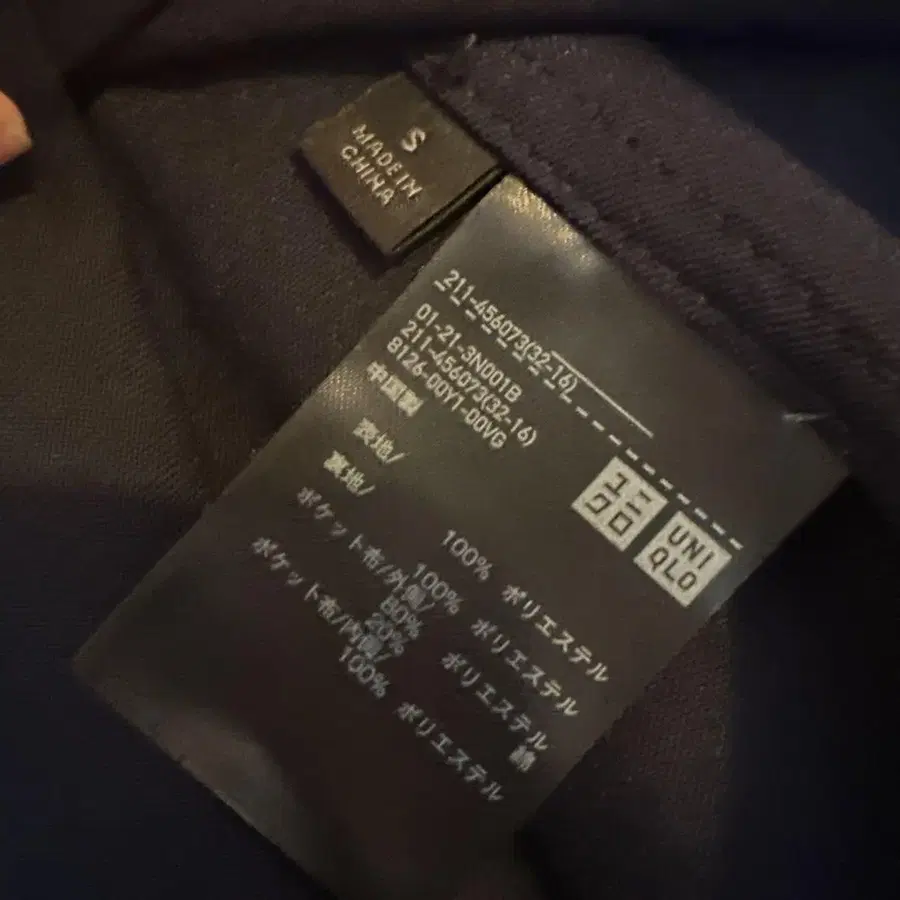 S
MADE IN
CHINA
211-456073(32-16)
01-21-3N001B
211-456073(32-16)
8126-00Y1-00VG
中国製
ユニ
クロ
UNI
QLO
表地/
100% ポリエステル
裏地/
100% ポリエステル
ポケット布/外側/
80% ポリエステル
20% 綿
ポケット布/内側/
100% ポリエステル